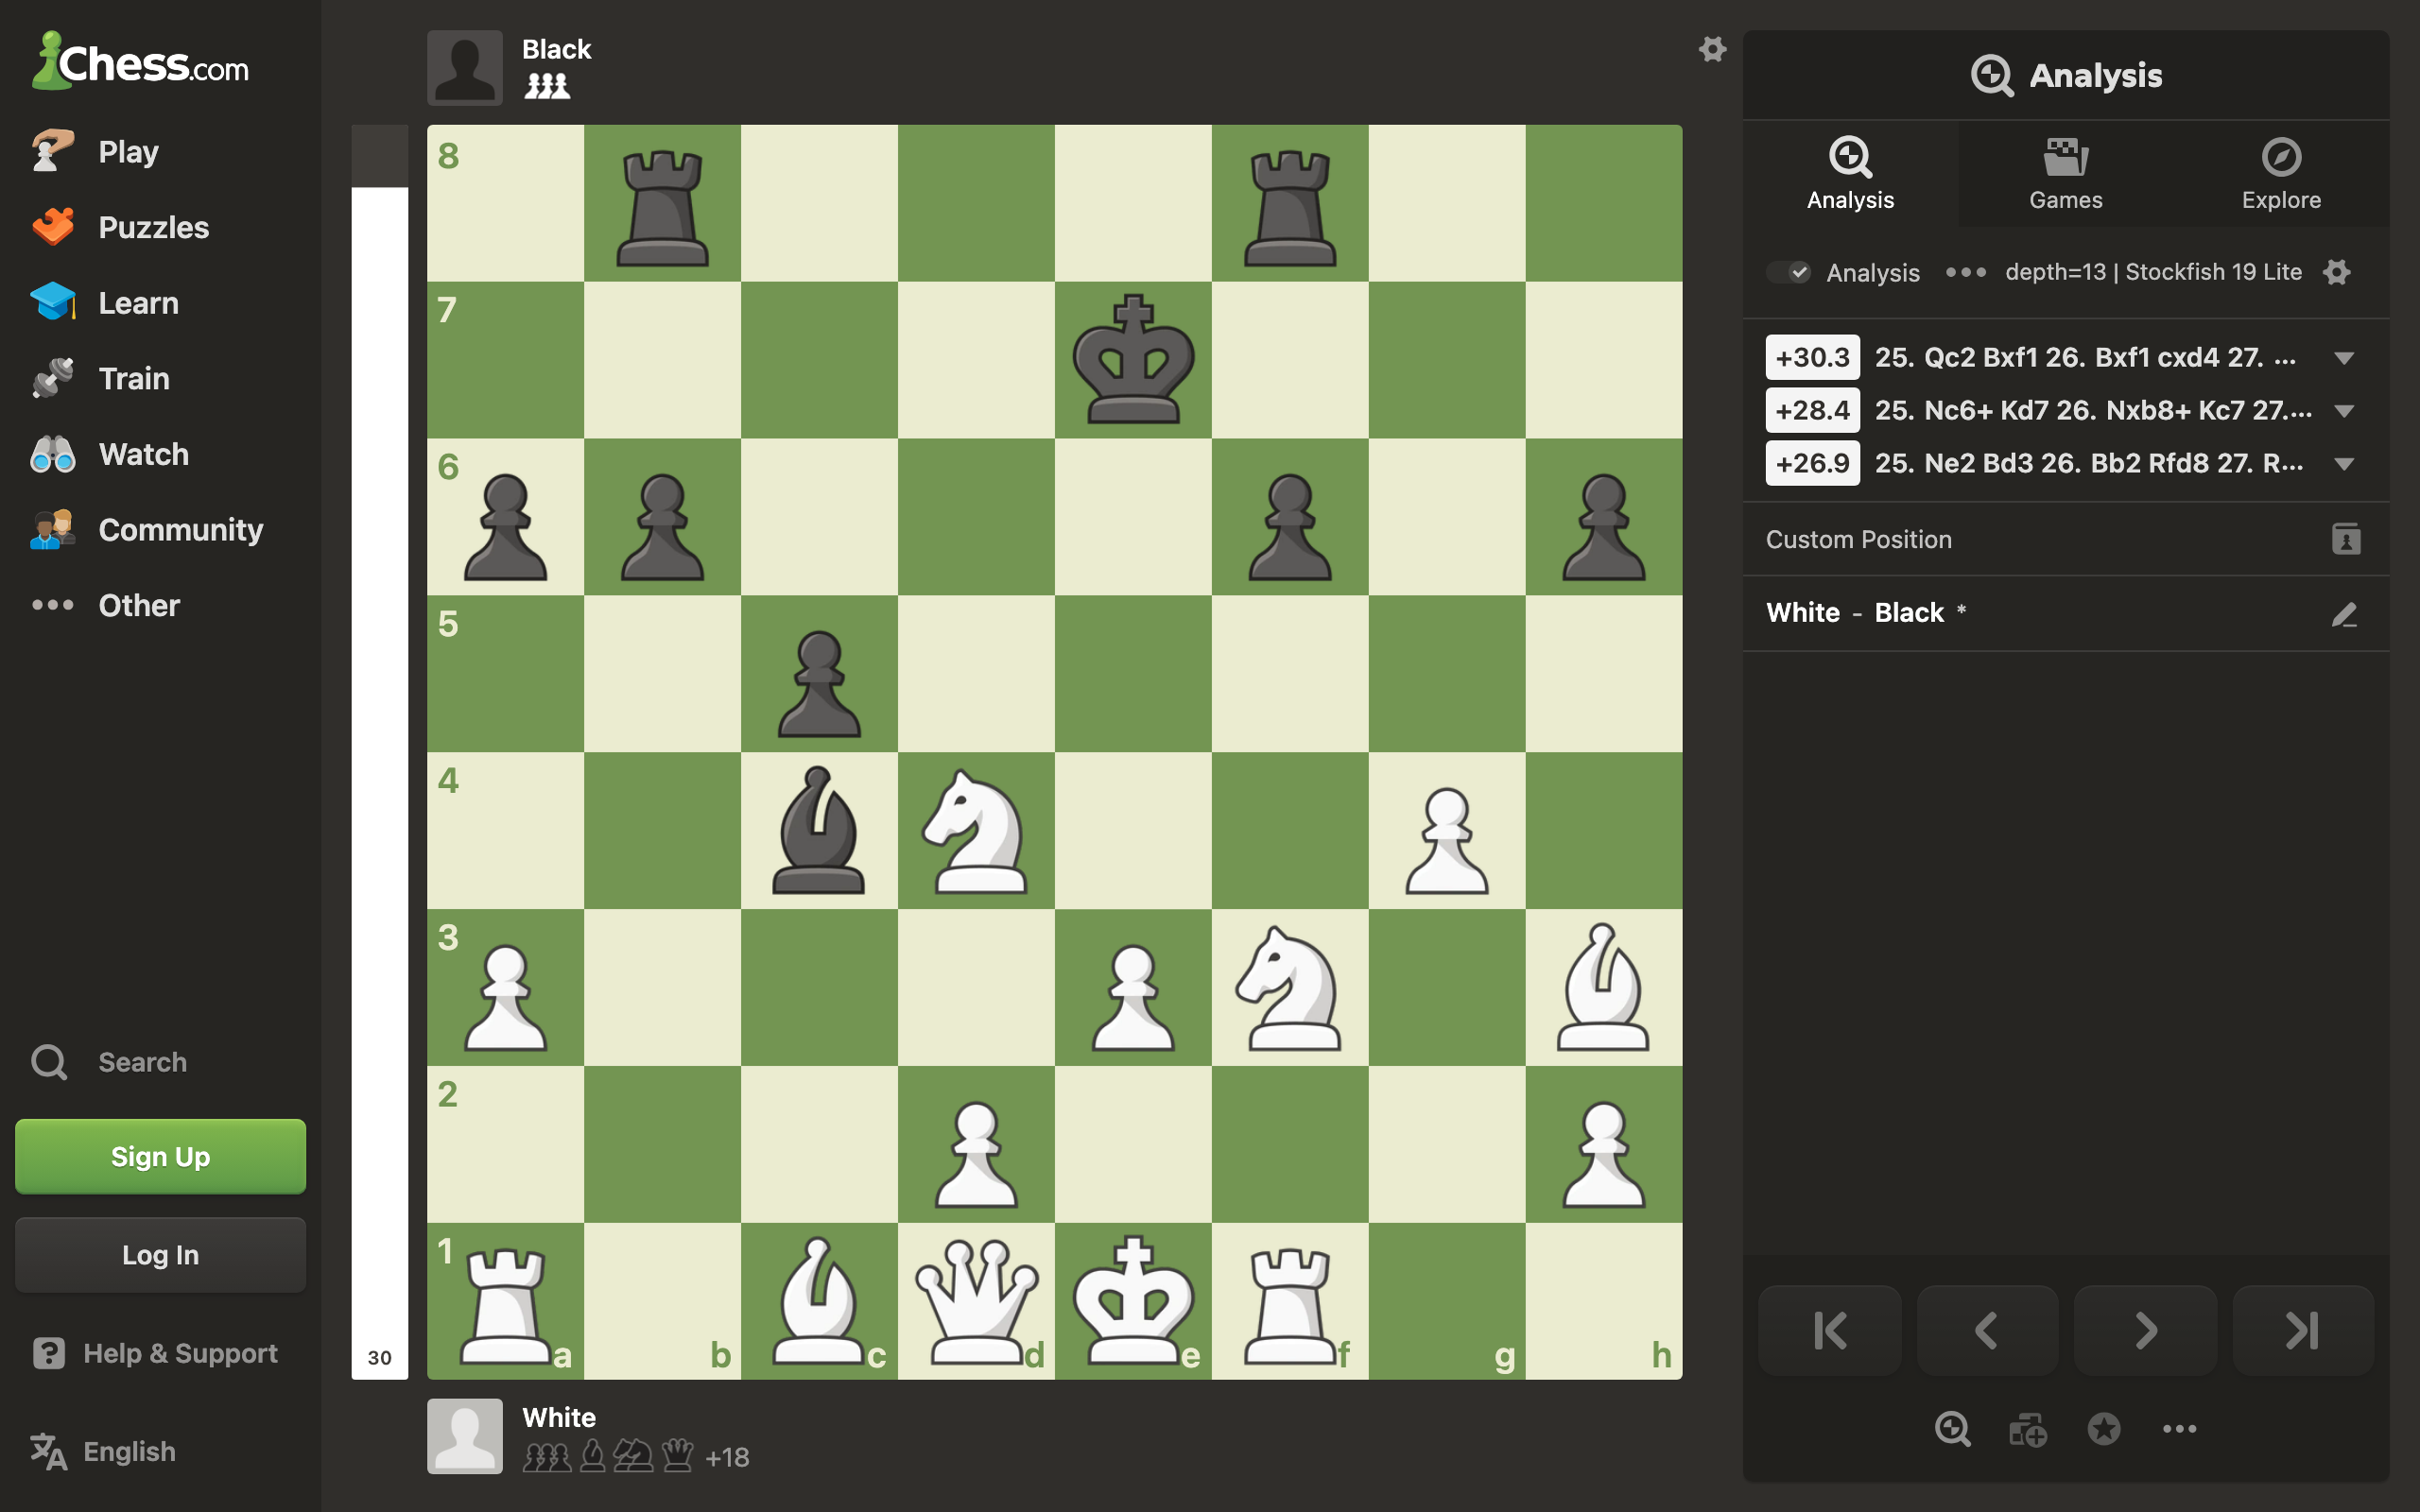 Chess.com
Play
Puzzles
Learn
Train
Watch
Community
Other
Search
Sign Up
Log In
Help & Support
English
Black
30
8
7
6
5
4
3
2
1
a b c d e f g h
White
+18
Analysis
Analysis Games Explore
Analysis depth=13 | Stockfish 19 Lite
+30.3 25. Qc2 Bxf1 26. Bxf1 cxd4 27. ...
+28.4 25. Nc6+ Kd7 26. Nxb8+ Kc7 27....
+26.9 25. Ne2 Bd3 26. Bb2 Rfd8 27. R...
Custom Position
White - Black *